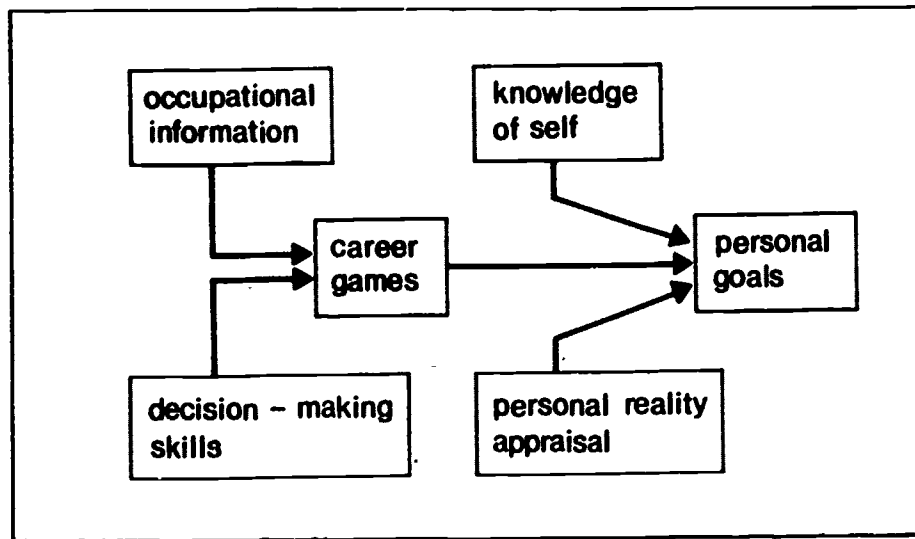 occupational
information
knowledge
of self
career
games
personal
goals
decision – making
skills
personal reality
appraisal